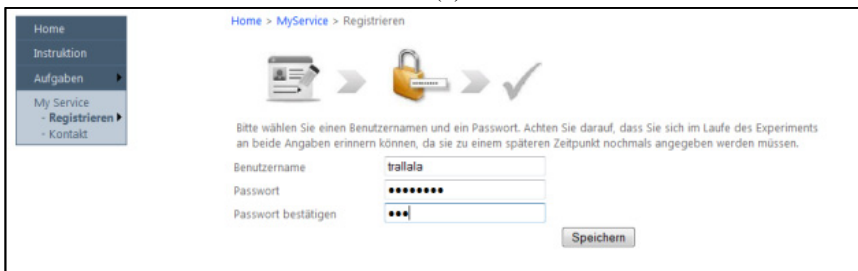 Home
Instruktion
Aufgaben
My Service
- Registrieren
- Kontakt
Home > MyService > Registrieren
Bitte wählen Sie einen Benutzernamen und ein Passwort. Achten Sie darauf, dass Sie sich im Laufe des Experiments
an beide Angaben erinnern können, da sie zu einem späteren Zeitpunkt nochmals angegeben werden müssen.
Benutzername trallala
Passwort ••••••••
Passwort bestätigen •••
Speichern